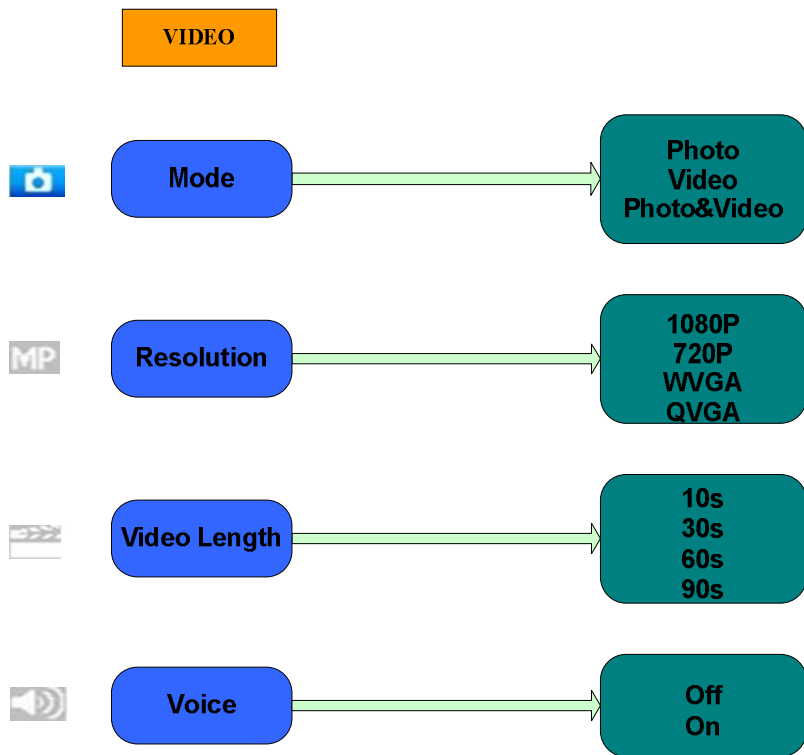 VIDEO
Mode
Photo
Video
Photo&Video
MP
Resolution
1080P
720P
WVGA
QVGA
Video Length
10s
30s
60s
90s
Voice
Off
On